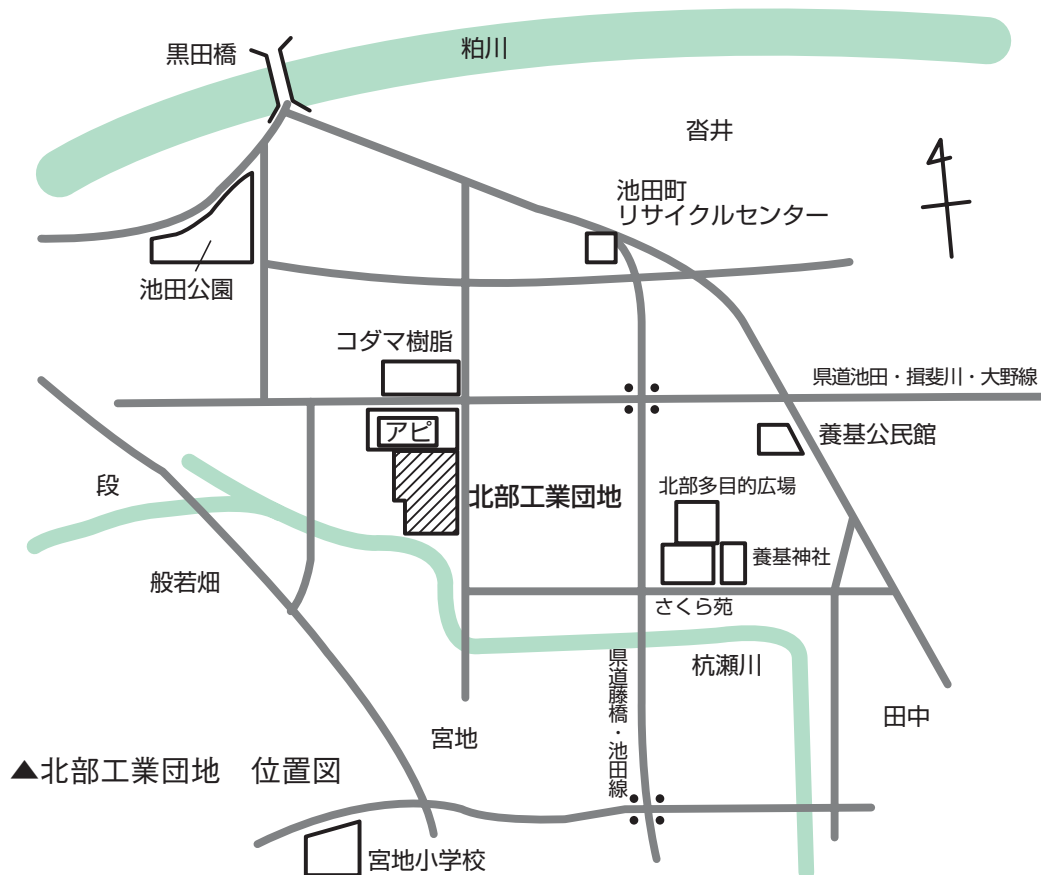 黒田橋
粕川
沓井
池田町
リサイクルセンター
池田公園
コダマ樹脂
県道池田・揖斐川・大野線
アピ
養基公民館
段
北部工業団地
北部多目的広場
般若畑
養基神社
さくら苑
杭瀬川
県道藤橋・池田線
田中
宮地
▲北部工業団地　位置図
宮地小学校